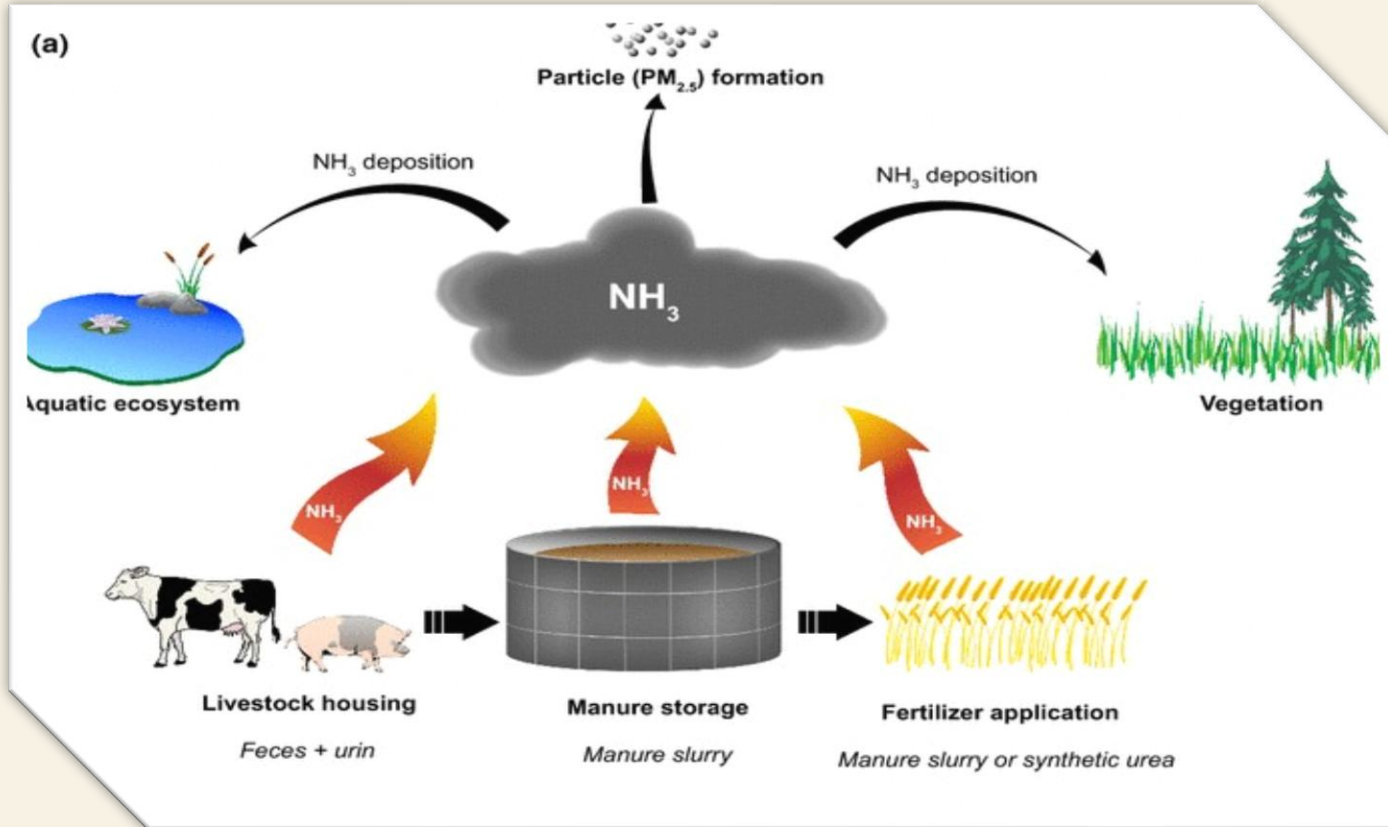 (a)
Particle (PM2.5) formation
NH3 deposition
NH3 deposition
NH3
Aquatic ecosystem
Vegetation
NH3
NH3
NH3
Livestock housing
Manure storage
Fertilizer application
Feces + urin
Manure slurry
Manure slurry or synthetic urea